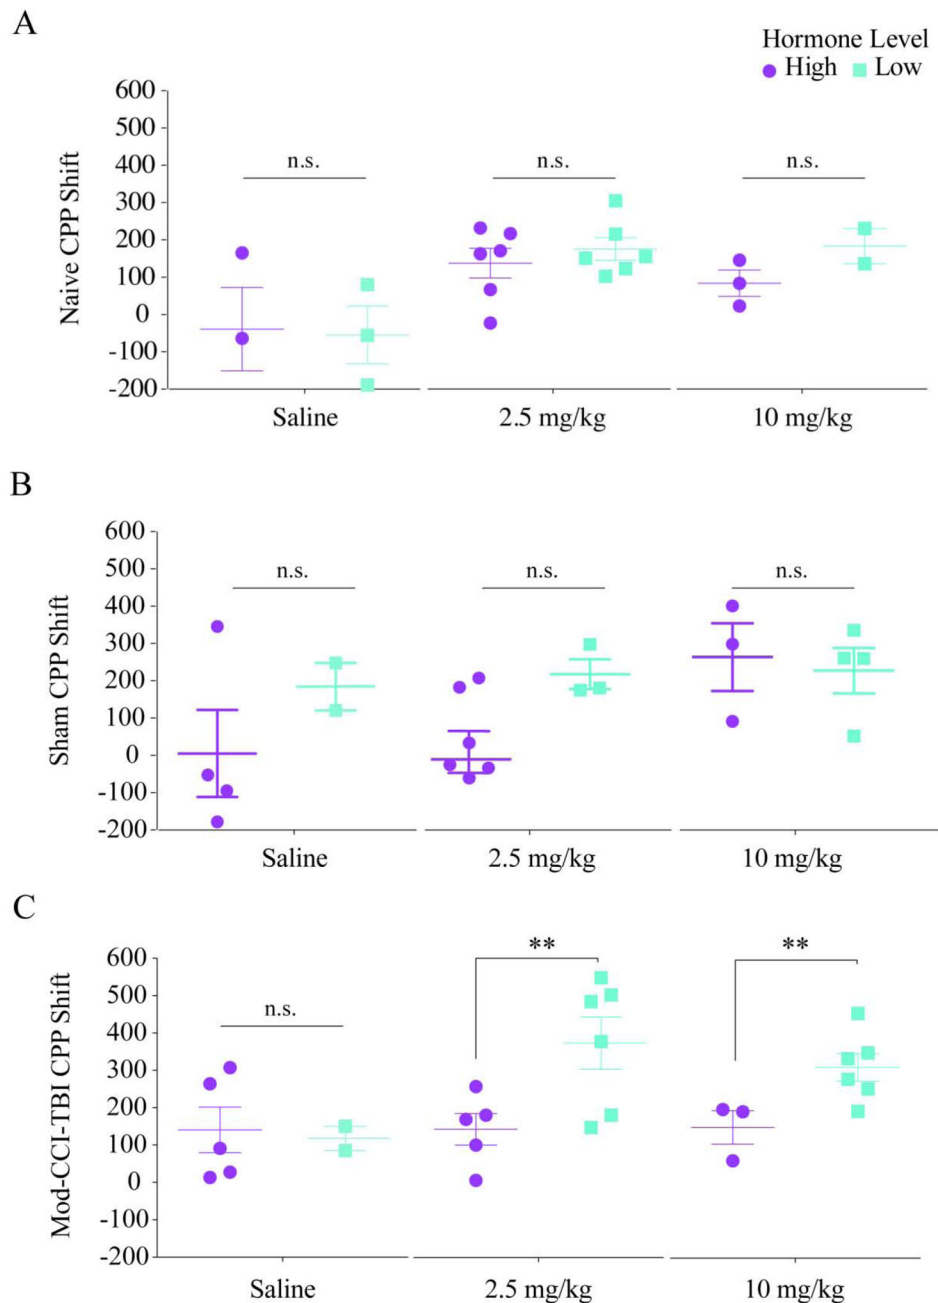 A
Hormone Level
High Low
Naive CPP Shift
600
500
400
300
200
100
0
-100
-200
n.s.
n.s.
n.s.
Saline
2.5 mg/kg
10 mg/kg
B
Sham CPP Shift
600
500
400
300
200
100
0
-100
-200
n.s.
n.s.
n.s.
Saline
2.5 mg/kg
10 mg/kg
C
Mod-CCI-TBI CPP Shift
600
500
400
300
200
100
0
-100
-200
n.s.
**
**
Saline
2.5 mg/kg
10 mg/kg